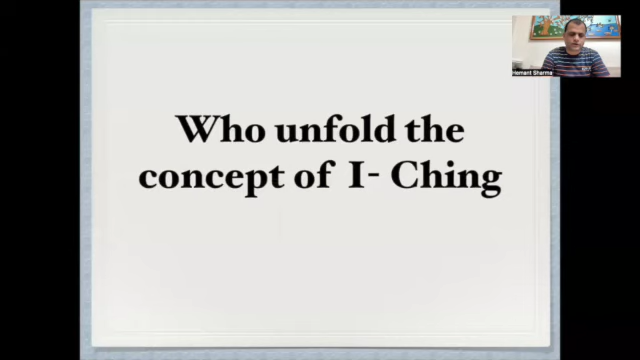 Who unfold the
concept of I- Ching
Hemant Sharma